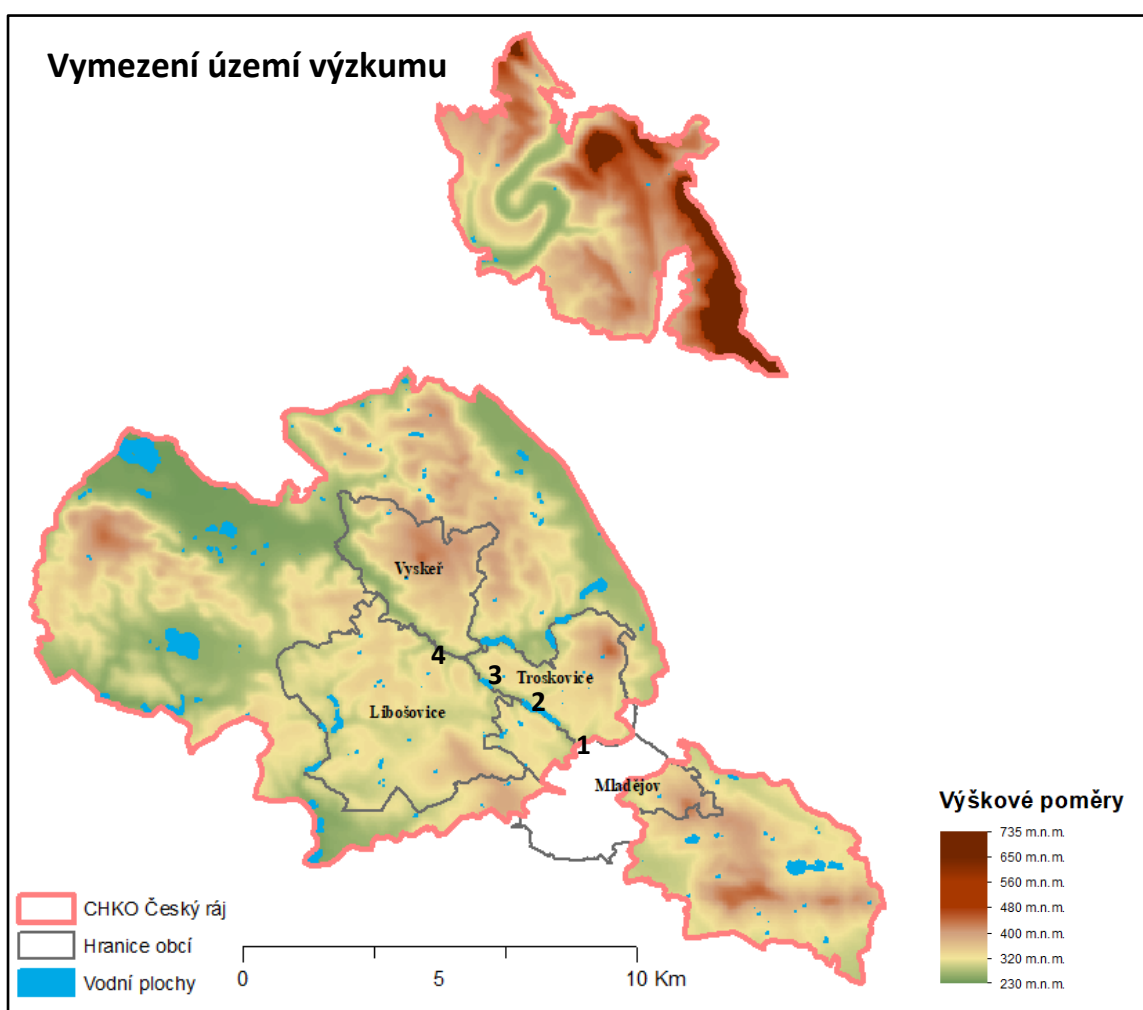 Vymezení území výzkumu
Vyskeř
4
3
Troskovice
2
Libošovice
1
Mladějov
Výškové poměry
735 m.n.m.
650 m.n.m.
560 m.n.m.
480 m.n.m.
400 m.n.m.
320 m.n.m.
230 m.n.m.
CHKO Český ráj
Hranice obcí
Vodní plochy
0 5 10 Km